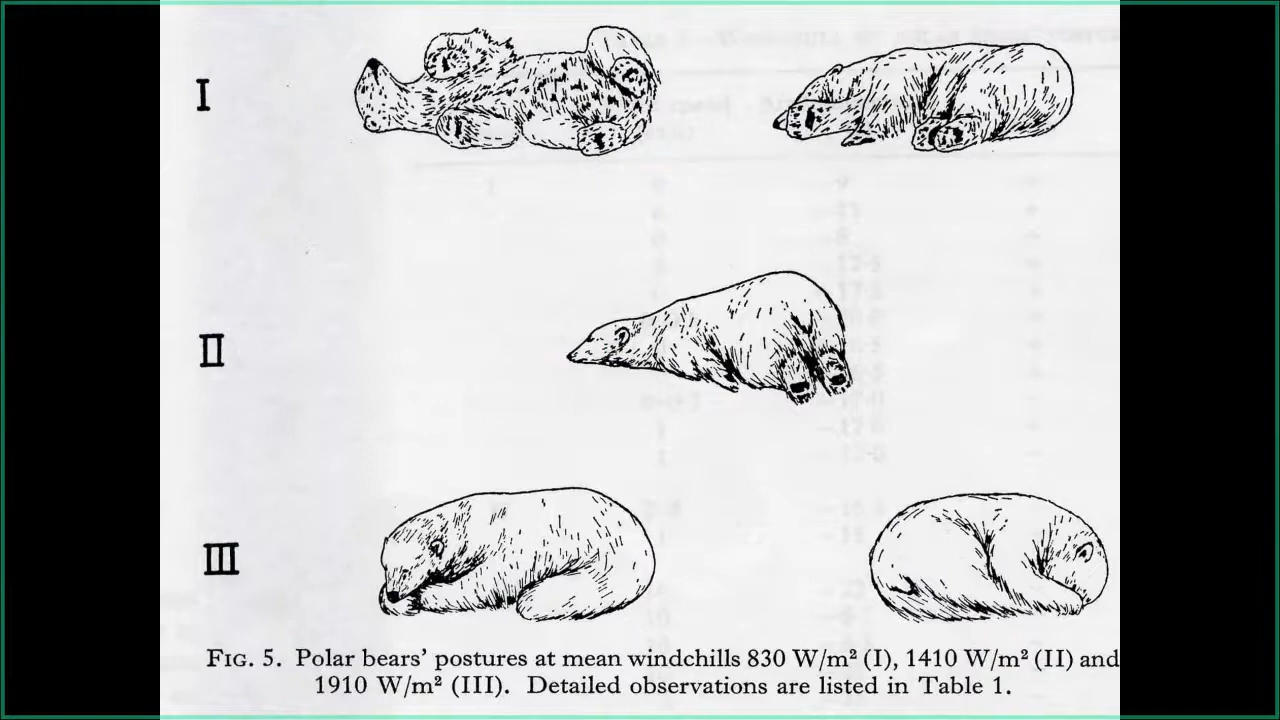 I
II
III
FIG. 5. Polar bears' postures at mean windchills 830 W/m² (I), 1410 W/m² (II) and
1910 W/m² (III). Detailed observations are listed in Table 1.